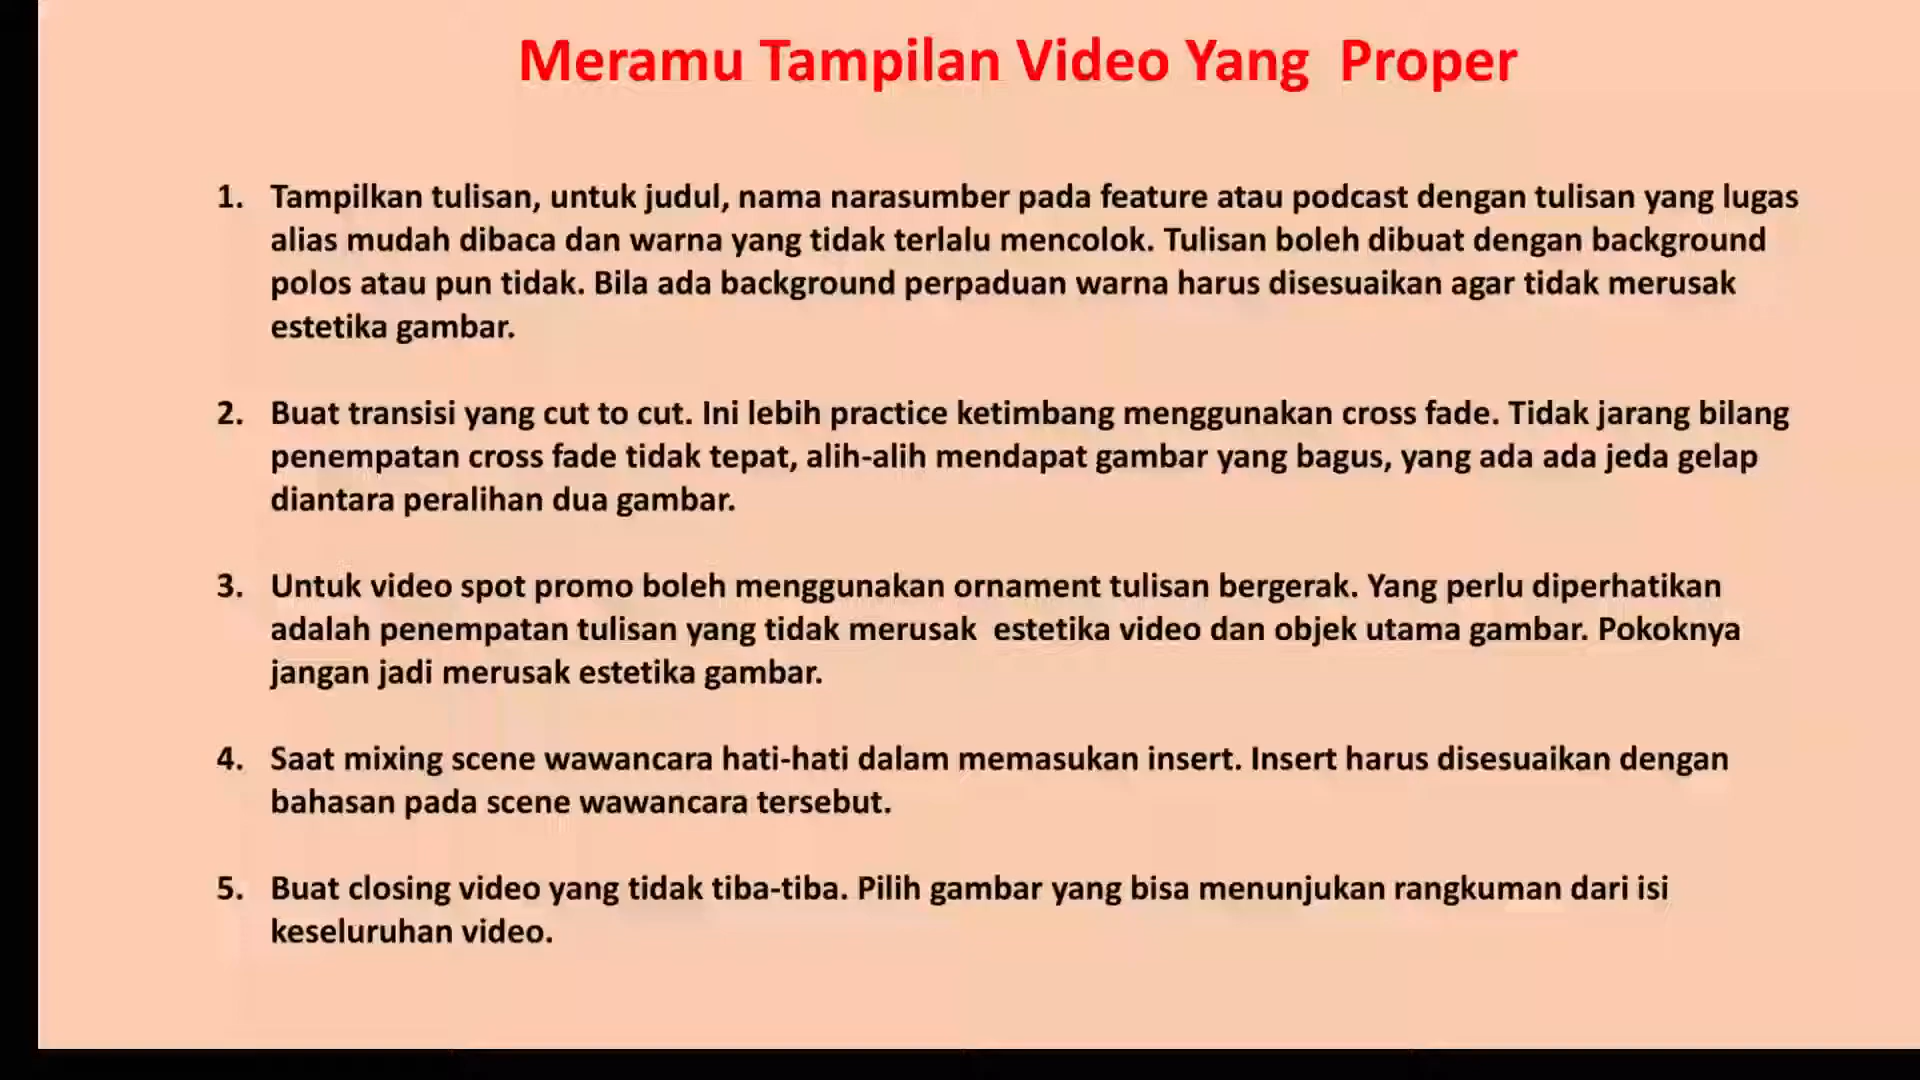 Meramu Tampilan Video Yang  Proper
1. Tampilkan tulisan, untuk judul, nama narasumber pada feature atau podcast dengan tulisan yang lugas
alias mudah dibaca dan warna yang tidak terlalu mencolok. Tulisan boleh dibuat dengan background
polos atau pun tidak. Bila ada background perpaduan warna harus disesuaikan agar tidak merusak
estetika gambar.
2. Buat transisi yang cut to cut. Ini lebih practice ketimbang menggunakan cross fade. Tidak jarang bilang
penempatan cross fade tidak tepat, alih-alih mendapat gambar yang bagus, yang ada ada jeda gelap
diantara peralihan dua gambar.
3. Untuk video spot promo boleh menggunakan ornament tulisan bergerak. Yang perlu diperhatikan
adalah penempatan tulisan yang tidak merusak  estetika video dan objek utama gambar. Pokoknya
jangan jadi merusak estetika gambar.
4. Saat mixing scene wawancara hati-hati dalam memasukan insert. Insert harus disesuaikan dengan
bahasan pada scene wawancara tersebut.
5. Buat closing video yang tidak tiba-tiba. Pilih gambar yang bisa menunjukan rangkuman dari isi
keseluruhan video.